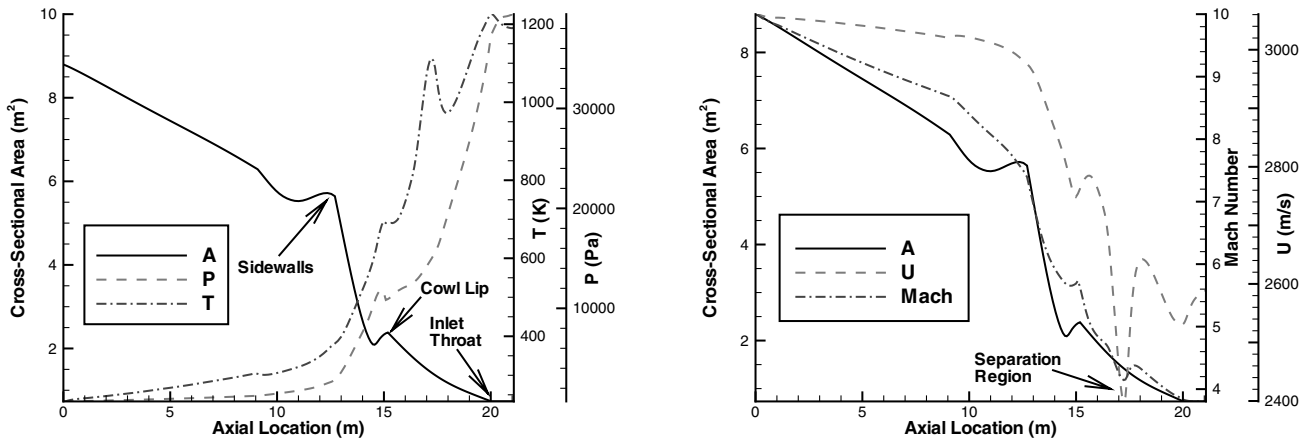 10
8
6
4
2
Cross-Sectional Area (m2)
0
5
10
15
20
Axial Location (m)
1200
1000
800
600
400
T (K)
30000
20000
10000
P (Pa)
A
P
T
Sidewalls
Cowl Lip
Inlet
Throat
8
6
4
2
Cross-Sectional Area (m2)
0
5
10
15
20
Axial Location (m)
10
9
8
7
6
5
4
Mach Number
3000
2800
2600
2400
U (m/s)
A
U
Mach
Separation
Region